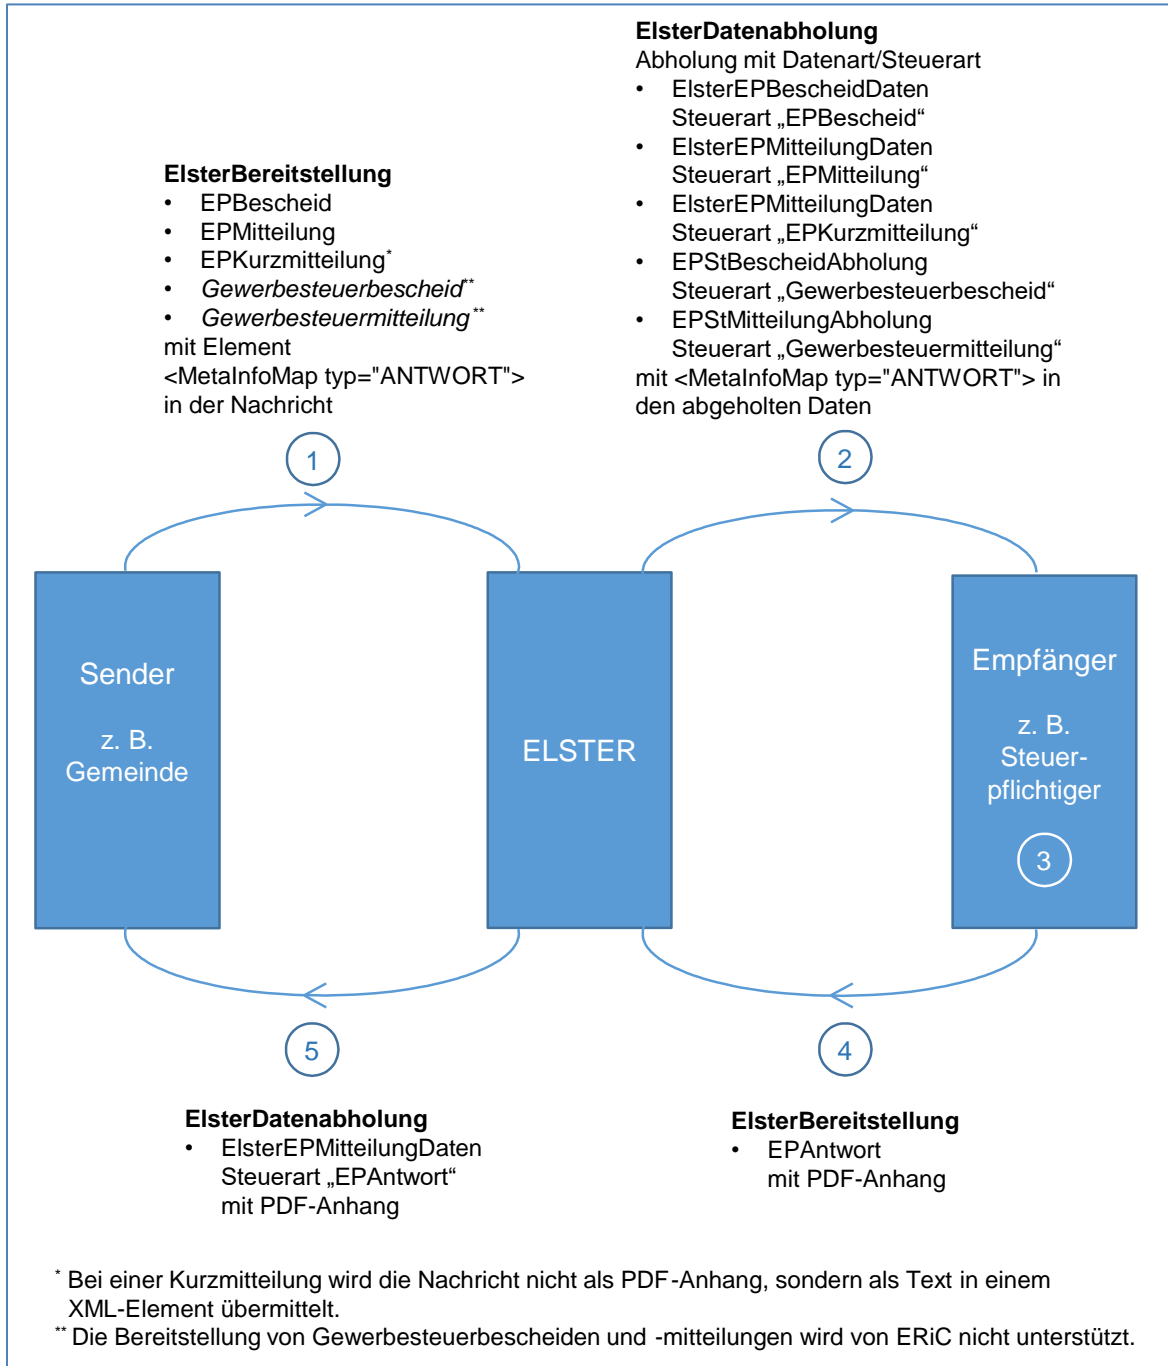 ElsterBereitstellung
• EPBescheid
• EPMitteilung
• EPKurzmitteilung*
• Gewerbesteuerbescheid**
• Gewerbesteuermitteilung**
mit Element
<MetaInfoMap typ="ANTWORT">
in der Nachricht
1
ElsterDatenabholung
Abholung mit Datenart/Steuerart
• ElsterEPBescheidDaten
Steuerart „EPBescheid“
• ElsterEPMitteilungDaten
Steuerart „EPMitteilung“
• ElsterEPMitteilungDaten
Steuerart „EPKurzmitteilung“
• EPStBescheidAbholung
Steuerart „Gewerbesteuerbescheid“
• EPStMitteilungAbholung
Steuerart „Gewerbesteuermitteilung“
mit <MetaInfoMap typ="ANTWORT"> in
den abgeholten Daten
2
Sender
z. B.
Gemeinde
ELSTER
Empfänger
z. B.
Steuer-
pflichtiger
3
5
ElsterDatenabholung
• ElsterEPMitteilungDaten
Steuerart „EPAntwort“
mit PDF-Anhang
4
ElsterBereitstellung
• EPAntwort
mit PDF-Anhang
* Bei einer Kurzmitteilung wird die Nachricht nicht als PDF-Anhang, sondern als Text in einem
XML-Element übermittelt.
** Die Bereitstellung von Gewerbesteuerbescheiden und -mitteilungen wird von ERiC nicht unterstützt.